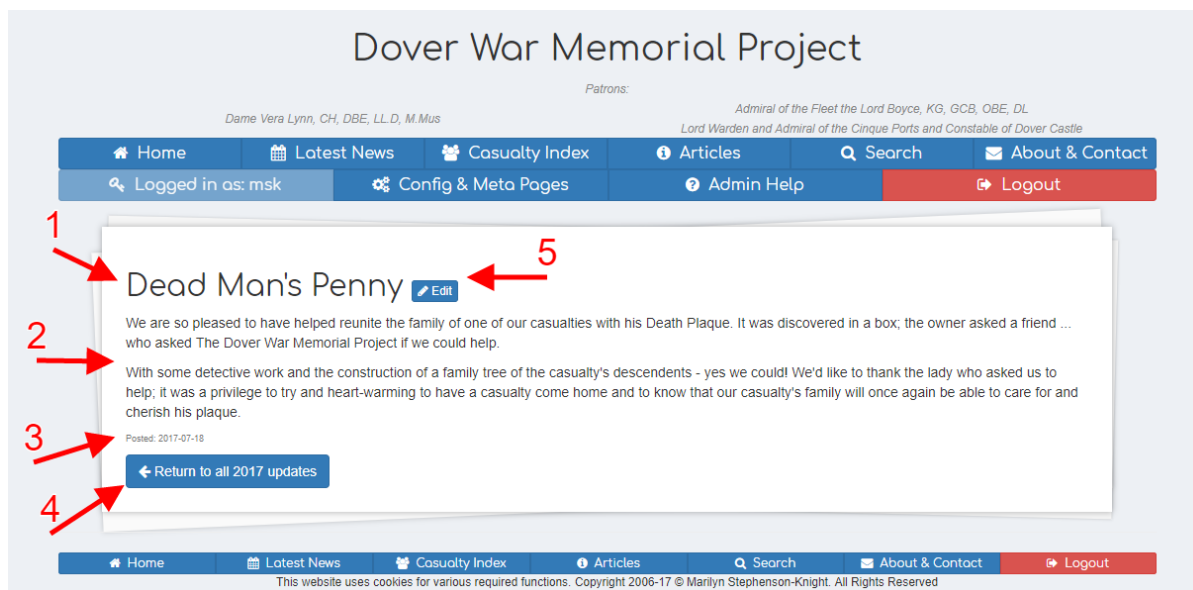 Dover War Memorial Project
Patrons:
Dame Vera Lynn, CH, DBE, LL.D, M.Mus
Admiral of the Fleet the Lord Boyce, KG, GCB, OBE, DL
Lord Warden and Admiral of the Cinque Ports and Constable of Dover Castle
Home Latest News Casualty Index Articles Search About & Contact
Logged in as: msk Config & Meta Pages Admin Help Logout
1
5
Dead Man's Penny Edit
We are so pleased to have helped reunite the family of one of our casualties with his Death Plaque. It was discovered in a box; the owner asked a friend ...
2
who asked The Dover War Memorial Project if we could help.
With some detective work and the construction of a family tree of the casualty's descendents - yes we could! We'd like to thank the lady who asked us to
help; it was a privilege to try and heart-warming to have a casualty come home and to know that our casualty's family will once again be able to care for and
cherish his plaque.
3
Posted: 2017-07-18
Return to all 2017 updates
4
Home Latest News Casualty Index Articles Search About & Contact Logout
This website uses cookies for various required functions. Copyright 2006-17 © Marilyn Stephenson-Knight. All Rights Reserved